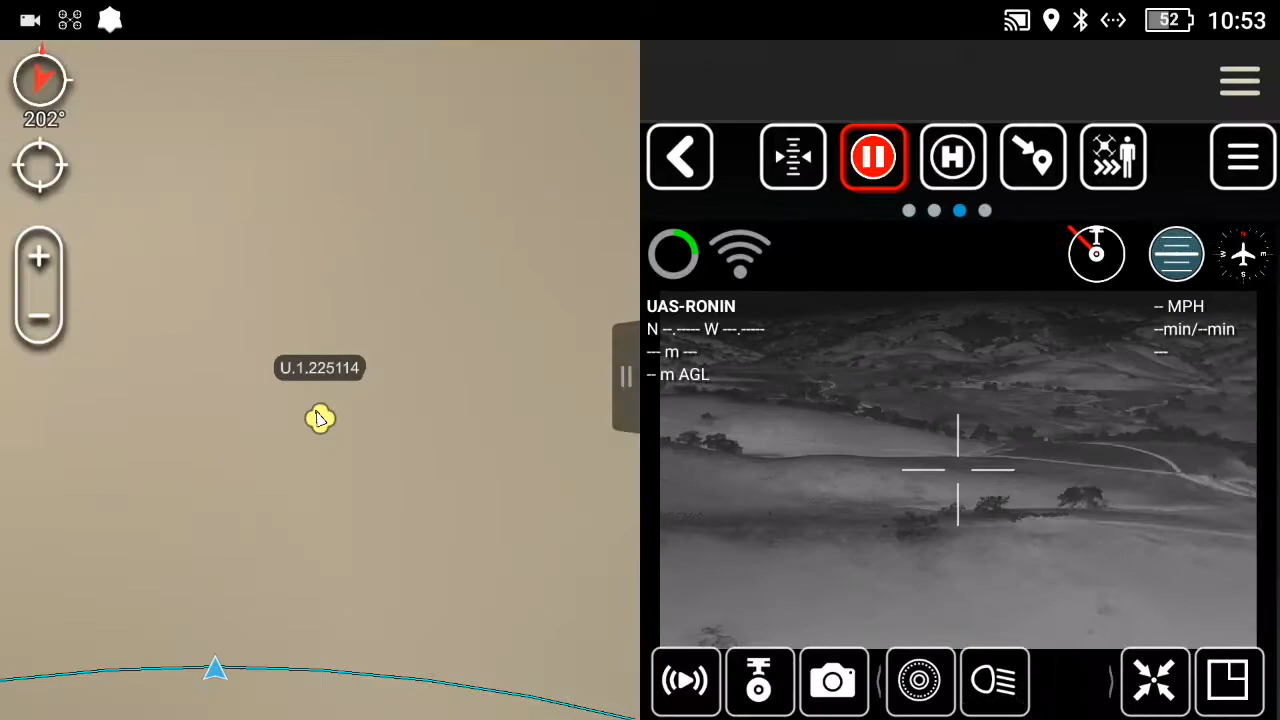 52 10:53
202°
U.1.225114
H
N
W E
S
UAS-RONIN
-- MPH
N --.----- W ---.-----
--min/--min
--- m ---
---
-- m AGL